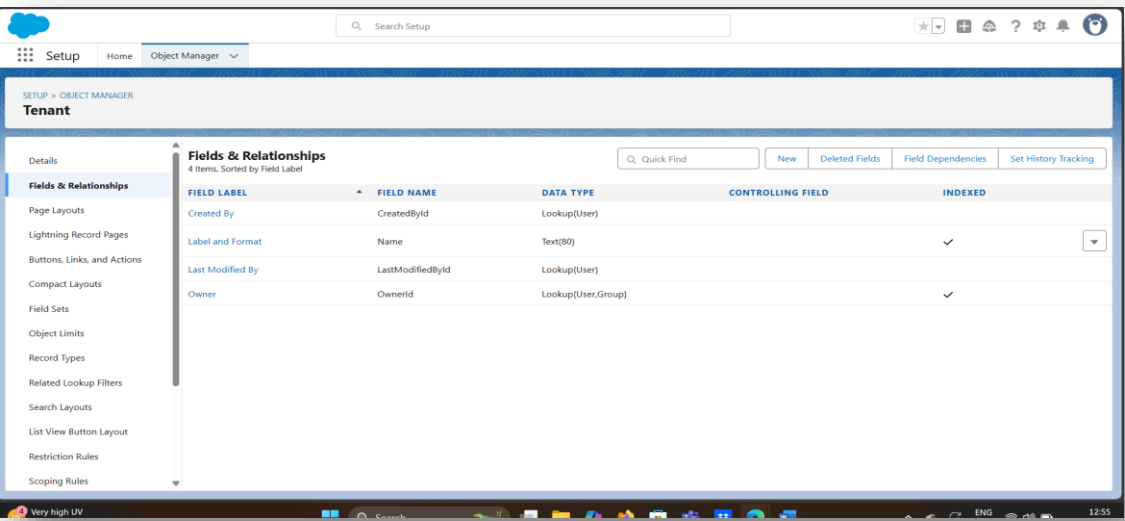 Search Setup
Setup Home Object Manager
SETUP > OBJECT MANAGER
Tenant
Details
Fields & Relationships
Page Layouts
Lightning Record Pages
Buttons, Links, and Actions
Compact Layouts
Field Sets
Object Limits
Record Types
Related Lookup Filters
Search Layouts
List View Button Layout
Restriction Rules
Scoping Rules
Fields & Relationships
4 Items, Sorted by Field Label
Quick Find New Deleted Fields Field Dependencies Set History Tracking
FIELD LABEL FIELD NAME DATA TYPE CONTROLLING FIELD INDEXED
Created By CreatedById Lookup(User)
Label and Format Name Text(80)
Last Modified By LastModifiedById Lookup(User)
Owner OwnerId Lookup(User,Group)
4 Very high UV Search ENG 12:55